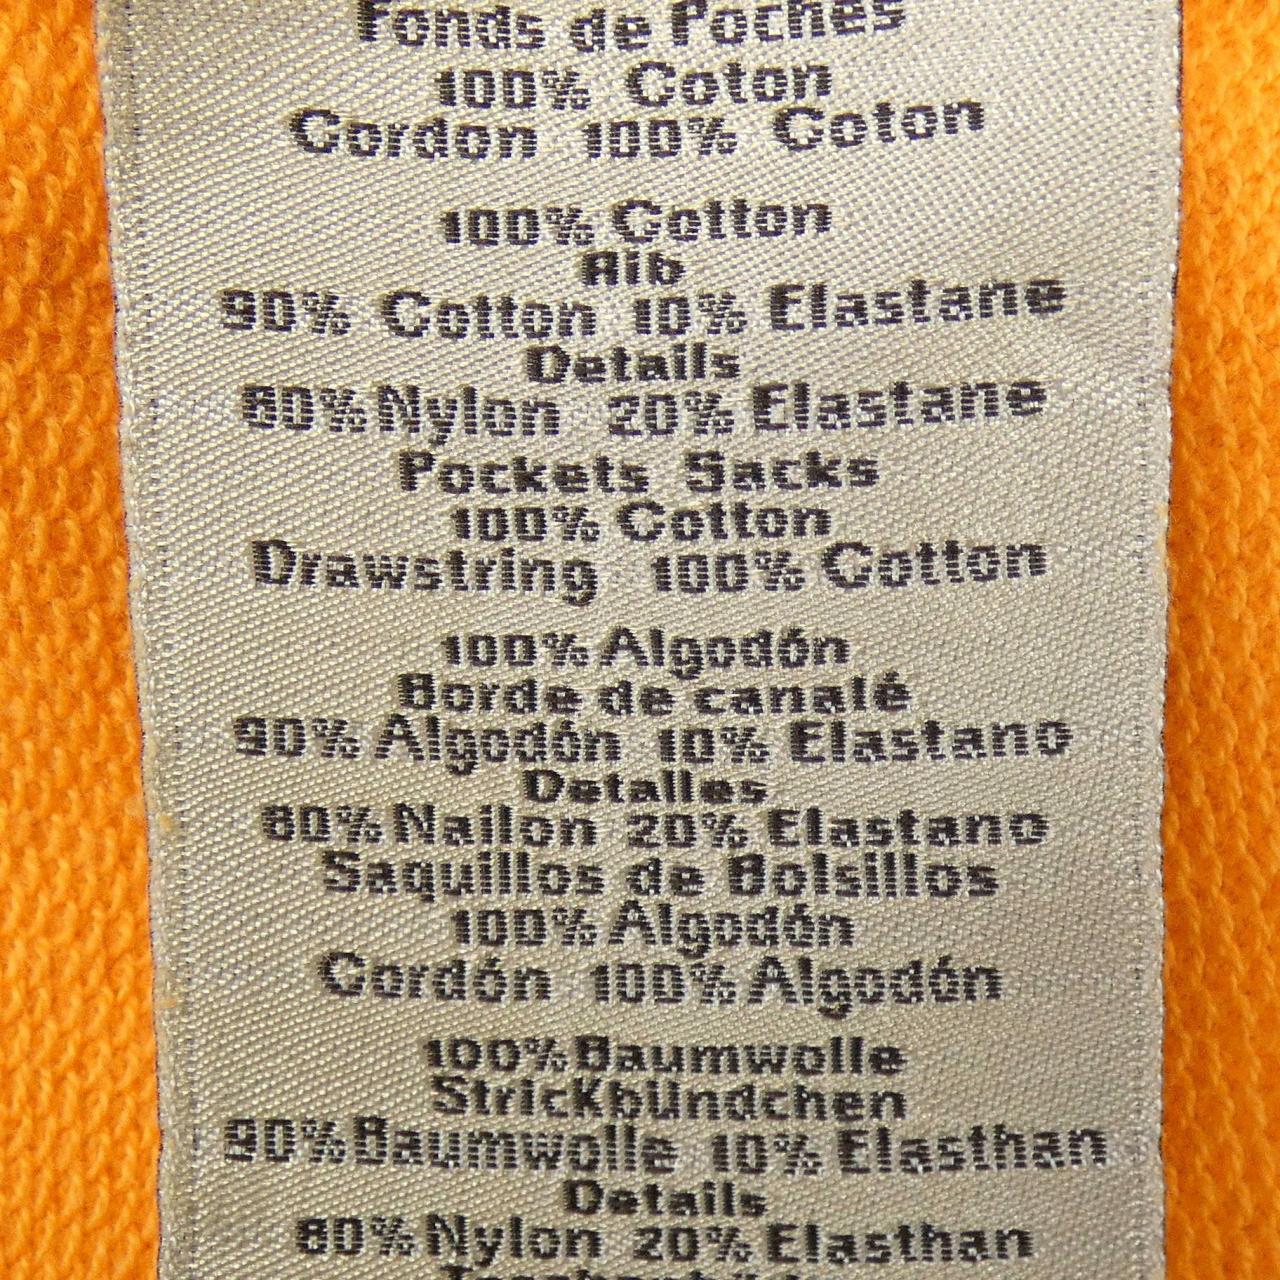 Fonds de Poches
100% Coton
Cordon 100% Coton
100% Cotton
Rib
90% Cotton 10% Elastane
Details
80% Nylon 20% Elastane
Pockets Sacks
100% Cotton
Drawstring 100% Cotton
100% Algodón
Borde de canalé
90% Algodón 10% Elastano
Detalles
80% Nailon 20% Elastano
Saquillos de Bolsillos
100% Algodón
Cordón 100% Algodón
100% Baumwolle
Strickbündchen
90% Baumwolle 10% Elasthan
Details
80% Nylon 20% Elasthan